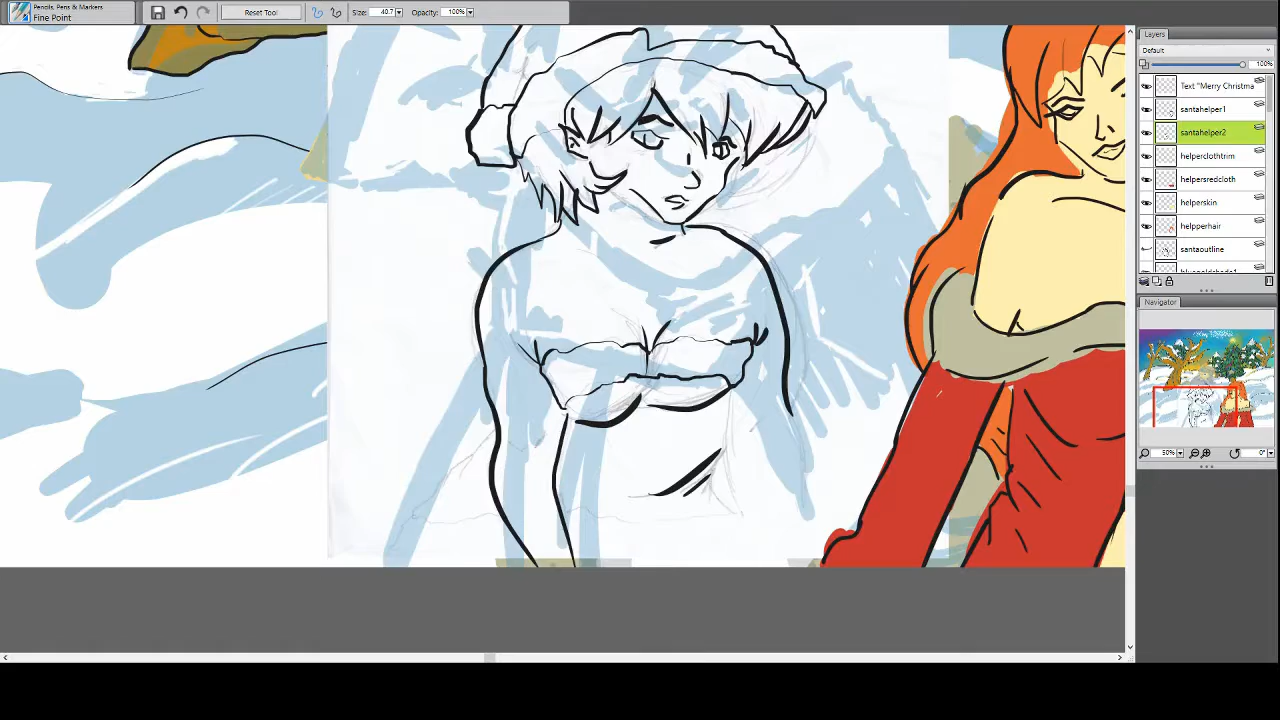 Pencils, Pens & Markers
Fine Point
Reset Tool
Size: 40.7
Opacity: 100%
Layers
Default
100%
Text "Merry Christma
santahelper1
santahelper2
helperclothtrim
helpersredcloth
helperskin
helpperhair
santaoutline
Navigator
50%
0°